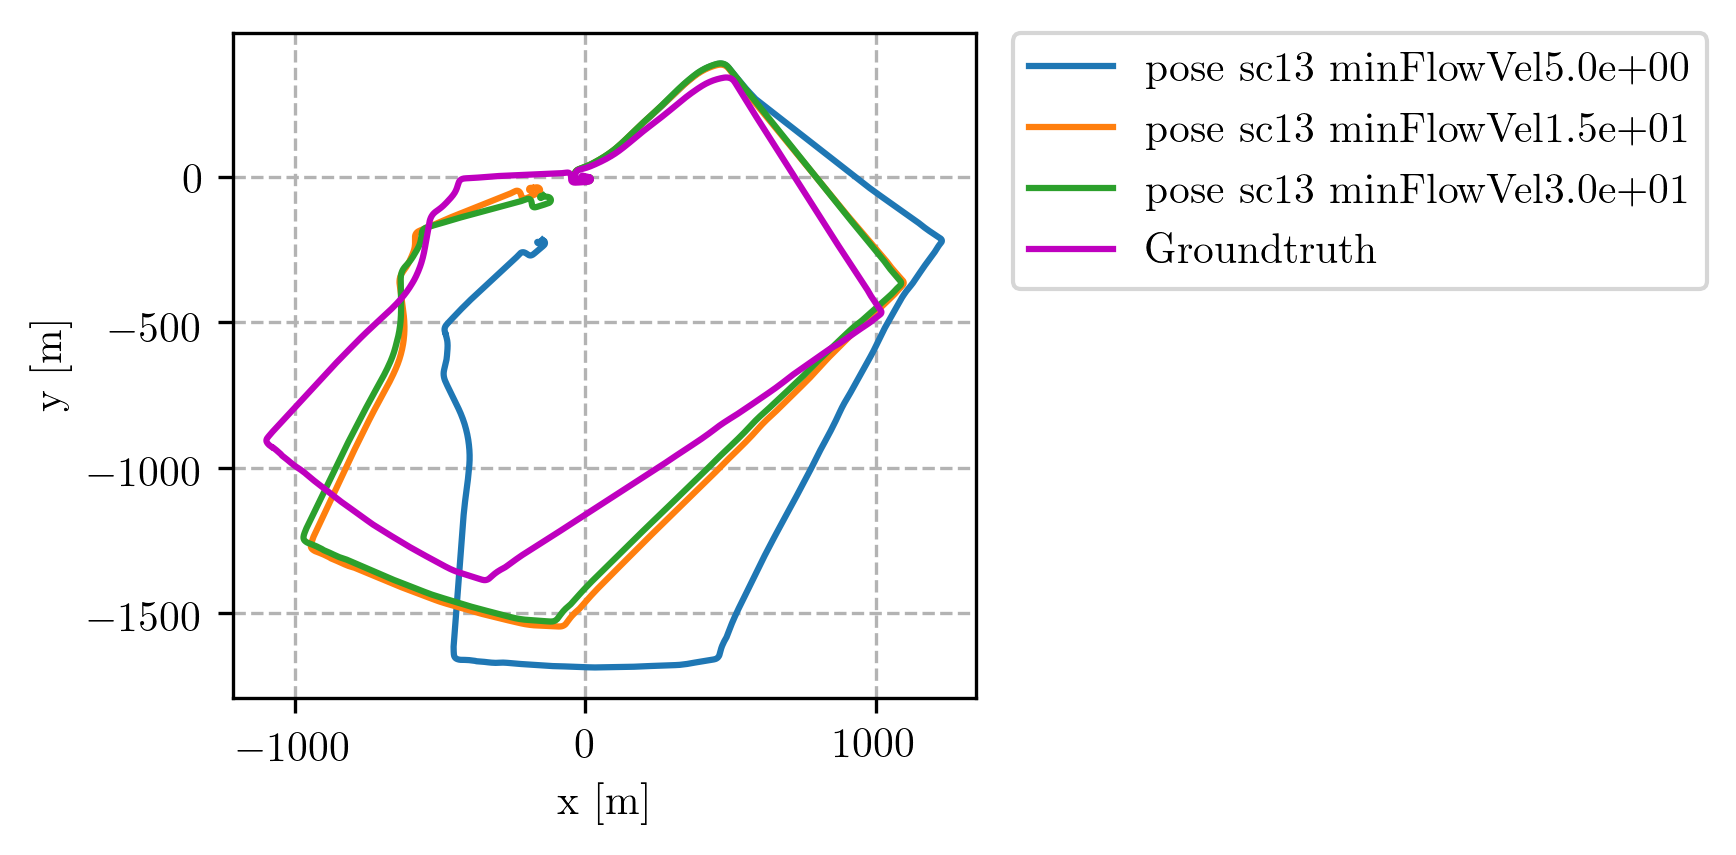 pose sc13 minFlowVel5.0e+00
pose sc13 minFlowVel1.5e+01
pose sc13 minFlowVel3.0e+01
Groundtruth
0
−500
−1000
−1500
y [m]
−1000 0 1000
x [m]